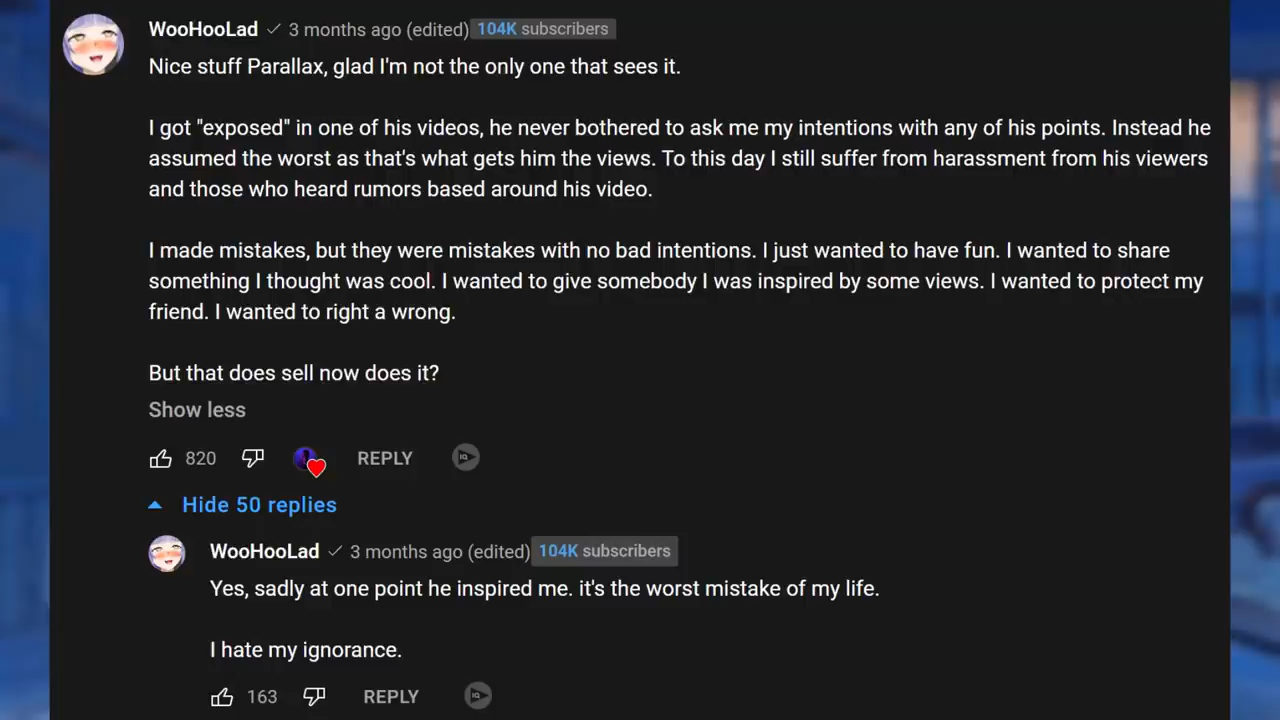 WooHooLad 3 months ago (edited) 104K subscribers
Nice stuff Parallax, glad I'm not the only one that sees it.
I got "exposed" in one of his videos, he never bothered to ask me my intentions with any of his points. Instead he
assumed the worst as that's what gets him the views. To this day I still suffer from harassment from his viewers
and those who heard rumors based around his video.
I made mistakes, but they were mistakes with no bad intentions. I just wanted to have fun. I wanted to share
something I thought was cool. I wanted to give somebody I was inspired by some views. I wanted to protect my
friend. I wanted to right a wrong.
But that does sell now does it?
Show less
820 REPLY IQ
Hide 50 replies
WooHooLad 3 months ago (edited) 104K subscribers
Yes, sadly at one point he inspired me. it's the worst mistake of my life.
I hate my ignorance.
163 REPLY IQ